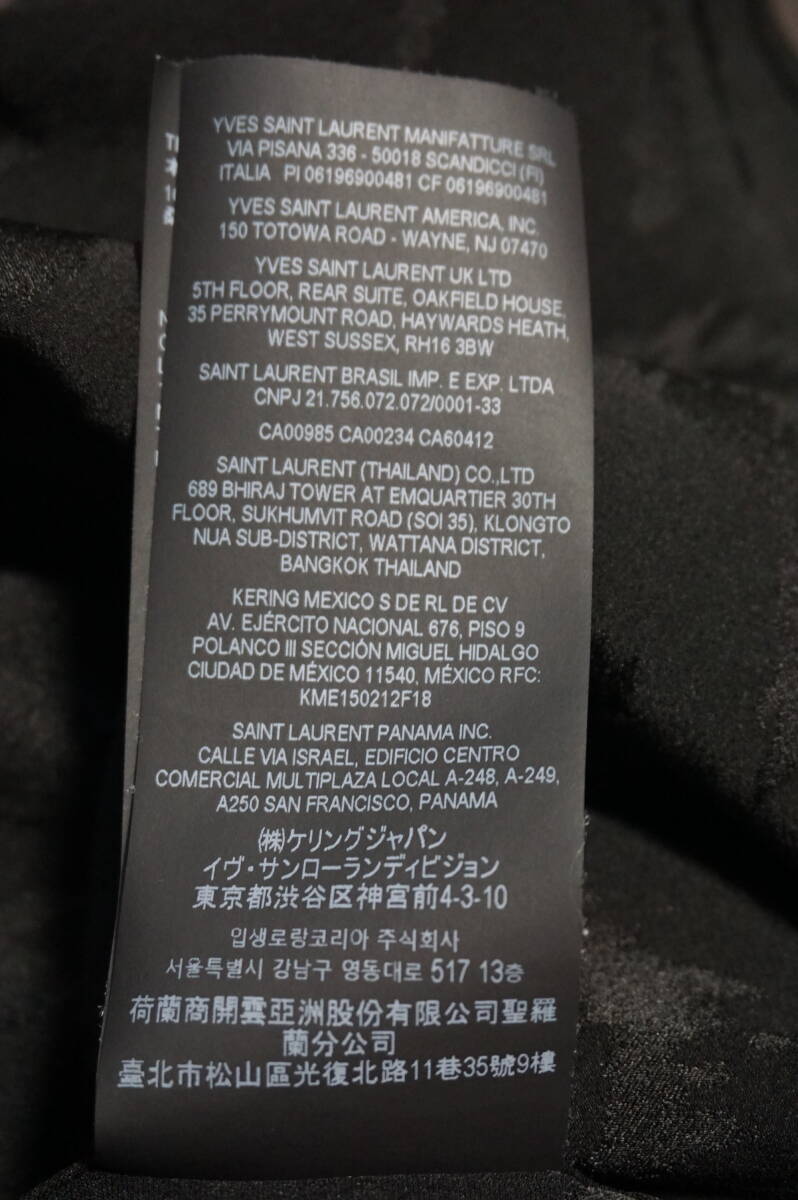 YVES SAINT LAURENT MANIFATTURE SRL
VIA PISANA 336 - 50018 SCANDICCI (FI)
ITALIA PI 06196900481 CF 06196900481
YVES SAINT LAURENT AMERICA, INC.
150 TOTOWA ROAD - WAYNE, NJ 07470
YVES SAINT LAURENT UK LTD
5TH FLOOR, REAR SUITE, OAKFIELD HOUSE,
35 PERRYMOUNT ROAD, HAYWARDS HEATH,
WEST SUSSEX, RH16 3BW
SAINT LAURENT BRASIL IMP. E EXP. LTDA
CNPJ 21.756.072.072/0001-33
CA00985 CA00234 CA60412
SAINT LAURENT (THAILAND) CO.,LTD
689 BHIRAJ TOWER AT EMQUARTIER 30TH
FLOOR, SUKHUMVIT ROAD (SOI 35), KLONGTO
NUA SUB-DISTRICT, WATTANA DISTRICT,
BANGKOK THAILAND
KERING MEXICO S DE RL DE CV
AV. EJÉRCITO NACIONAL 676, PISO 9
POLANCO III SECCIÓN MIGUEL HIDALGO
CIUDAD DE MÉXICO 11540, MÉXICO RFC:
KME150212F18
SAINT LAURENT PANAMA INC.
CALLE VIA ISRAEL, EDIFICIO CENTRO
COMERCIAL MULTIPLAZA LOCAL A-248, A-249,
A250 SAN FRANCISCO, PANAMA
㈱ケリングジャパン
イヴ・サンローランディビジョン
東京都渋谷区神宮前4-3-10
입생로랑코리아 주식회사
서울특별시 강남구 영동대로 517 13층
荷蘭商開雲亞洲股份有限公司聖羅
蘭分公司
臺北市松山區光復北路11巷35號9樓